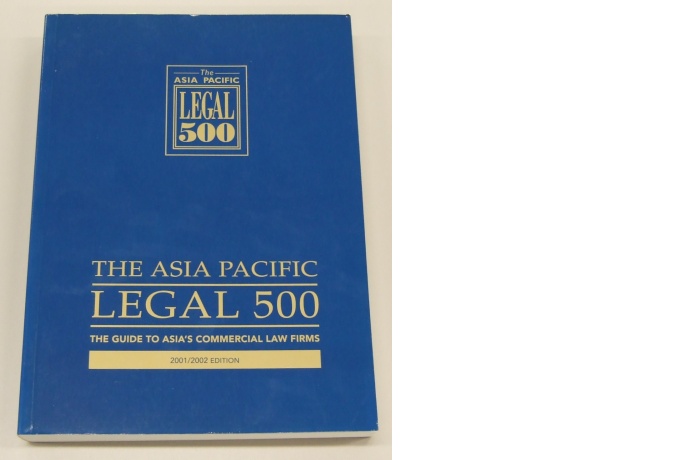 The
ASIA PACIFIC
LEGAL
500
THE ASIA PACIFIC
LEGAL 500
THE GUIDE TO ASIA'S COMMERCIAL LAW FIRMS
2001/2002 EDITION